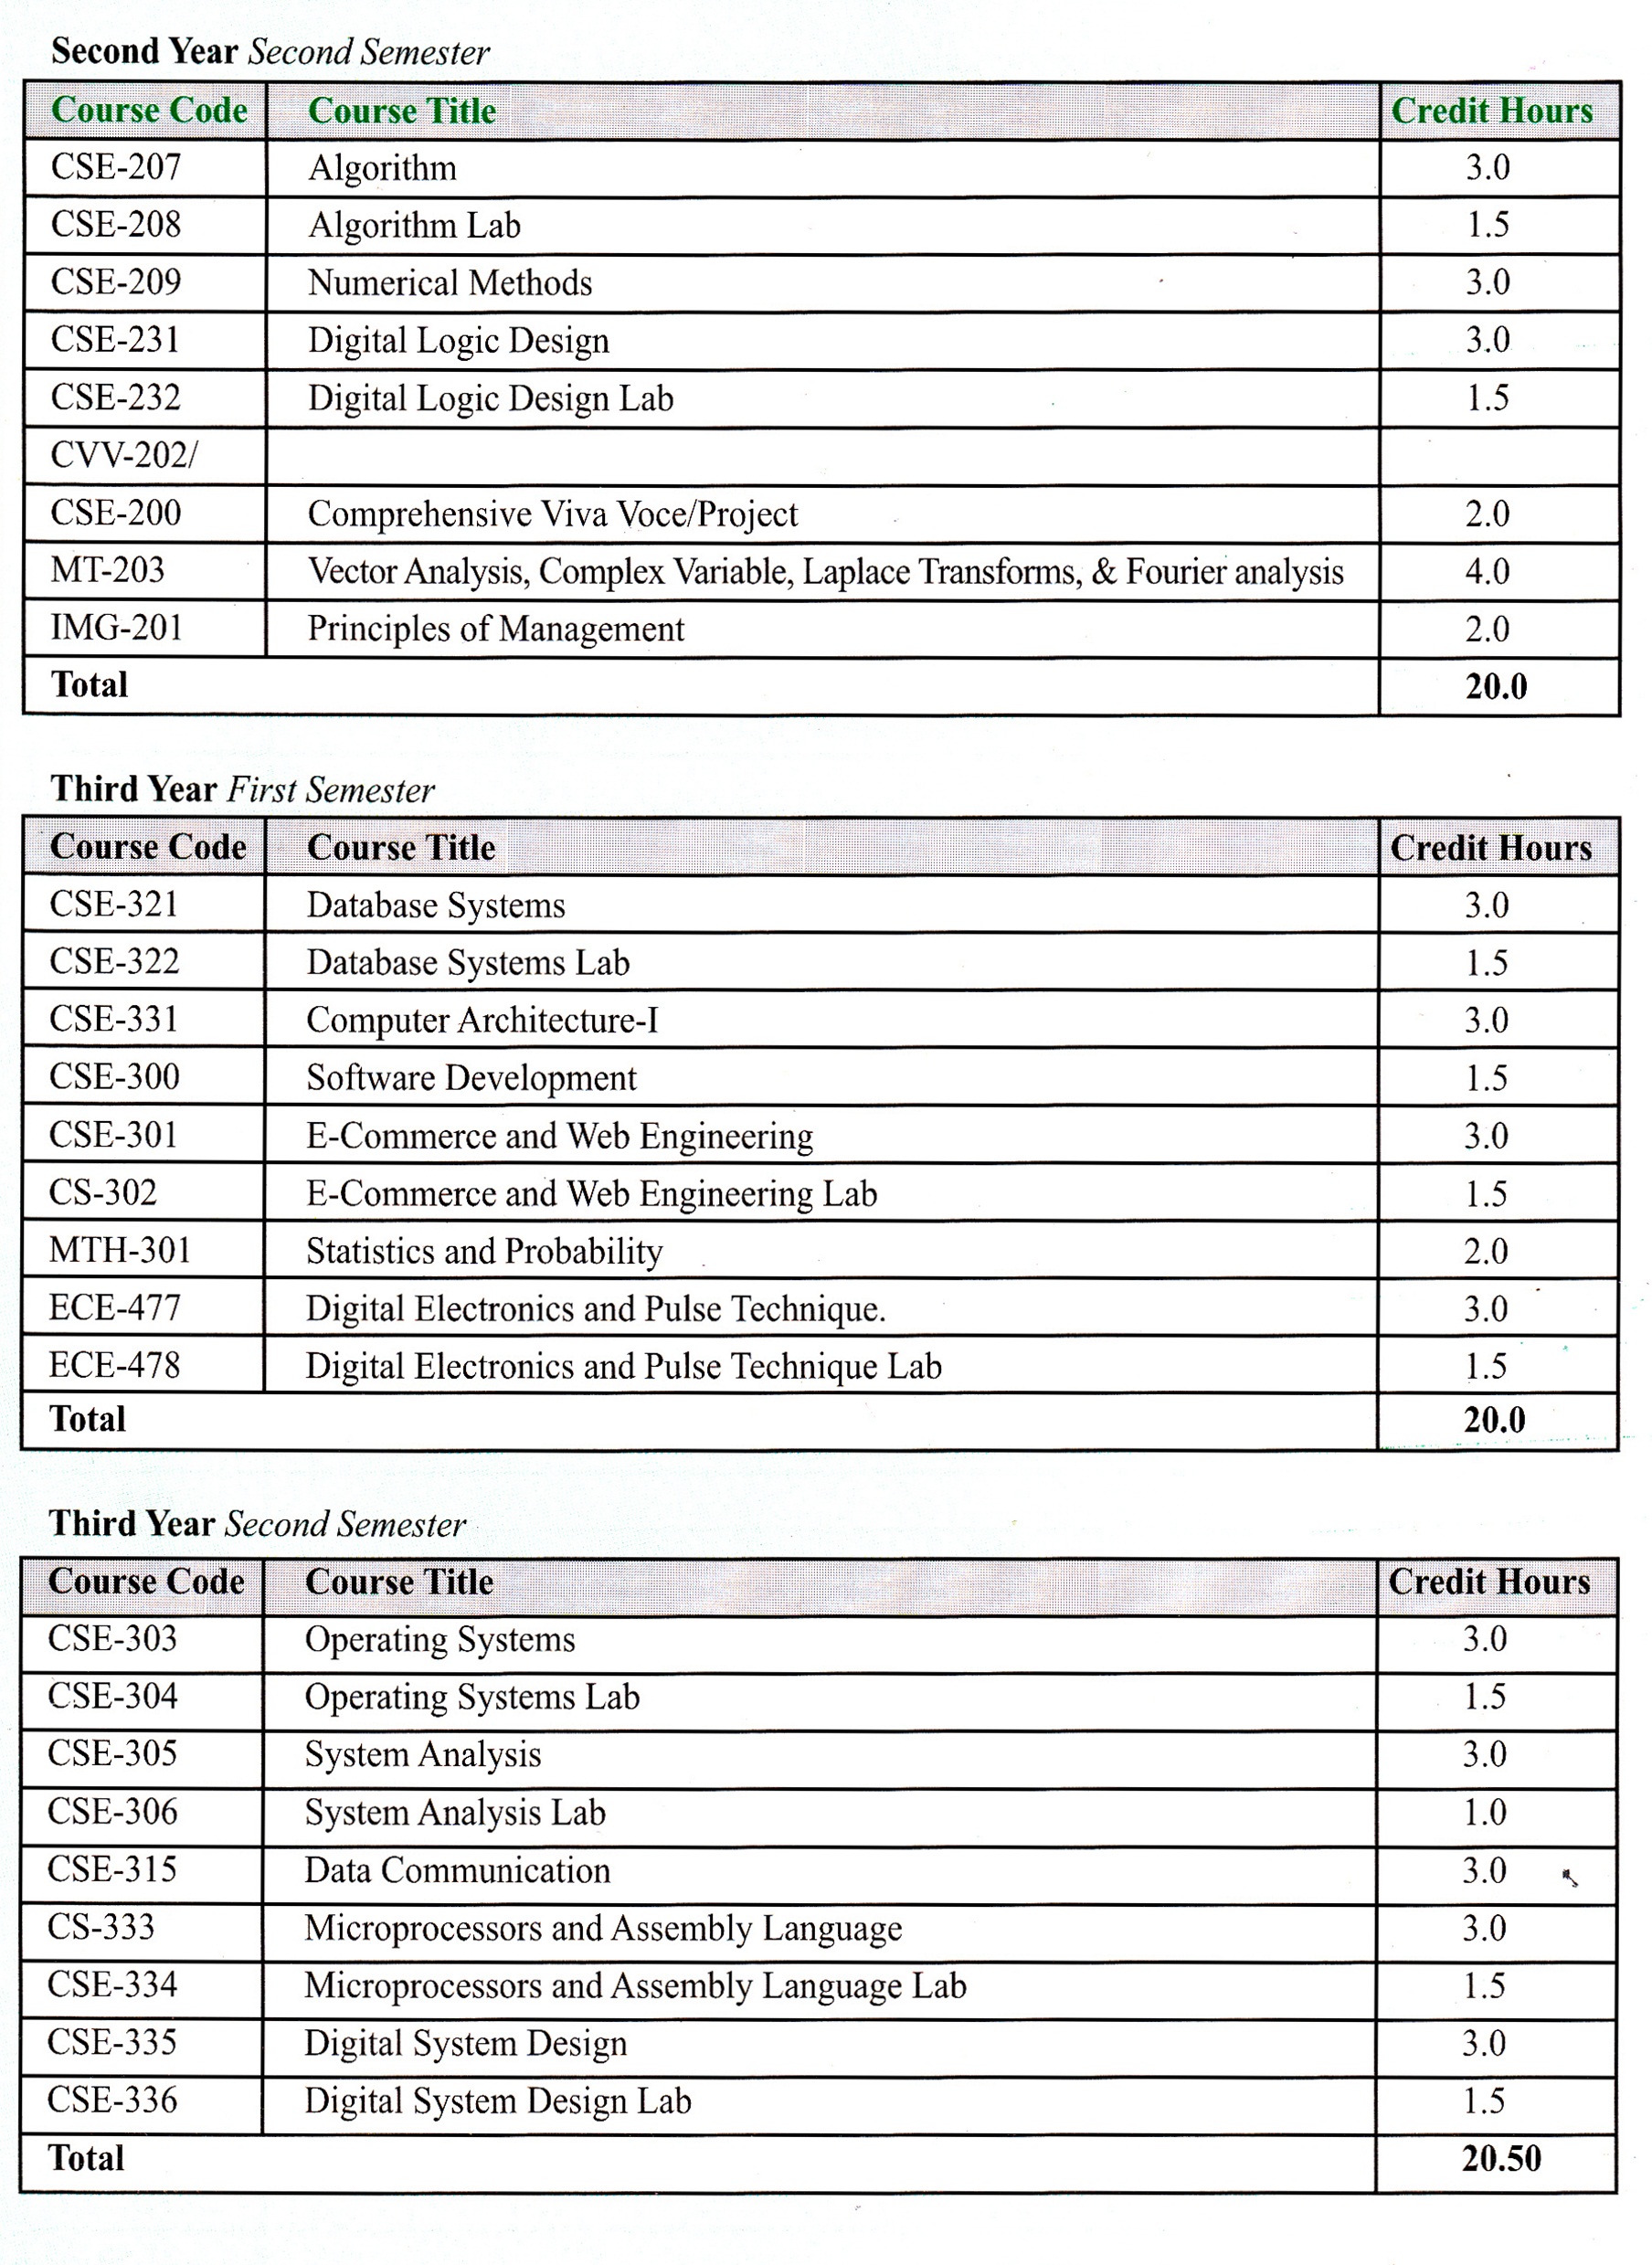 Second Year Second Semester
Course Code Course Title Credit Hours
CSE-207 Algorithm 3.0
CSE-208 Algorithm Lab 1.5
CSE-209 Numerical Methods 3.0
CSE-231 Digital Logic Design 3.0
CSE-232 Digital Logic Design Lab 1.5
CVV-202/
CSE-200 Comprehensive Viva Voce/Project 2.0
MT-203 Vector Analysis, Complex Variable, Laplace Transforms, & Fourier analysis 4.0
IMG-201 Principles of Management 2.0
Total 20.0
Third Year First Semester
Course Code Course Title Credit Hours
CSE-321 Database Systems 3.0
CSE-322 Database Systems Lab 1.5
CSE-331 Computer Architecture-I 3.0
CSE-300 Software Development 1.5
CSE-301 E-Commerce and Web Engineering 3.0
CS-302 E-Commerce and Web Engineering Lab 1.5
MTH-301 Statistics and Probability 2.0
ECE-477 Digital Electronics and Pulse Technique. 3.0
ECE-478 Digital Electronics and Pulse Technique Lab 1.5
Total 20.0
Third Year Second Semester
Course Code Course Title Credit Hours
CSE-303 Operating Systems 3.0
CSE-304 Operating Systems Lab 1.5
CSE-305 System Analysis 3.0
CSE-306 System Analysis Lab 1.0
CSE-315 Data Communication 3.0
CS-333 Microprocessors and Assembly Language 3.0
CSE-334 Microprocessors and Assembly Language Lab 1.5
CSE-335 Digital System Design 3.0
CSE-336 Digital System Design Lab 1.5
Total 20.50